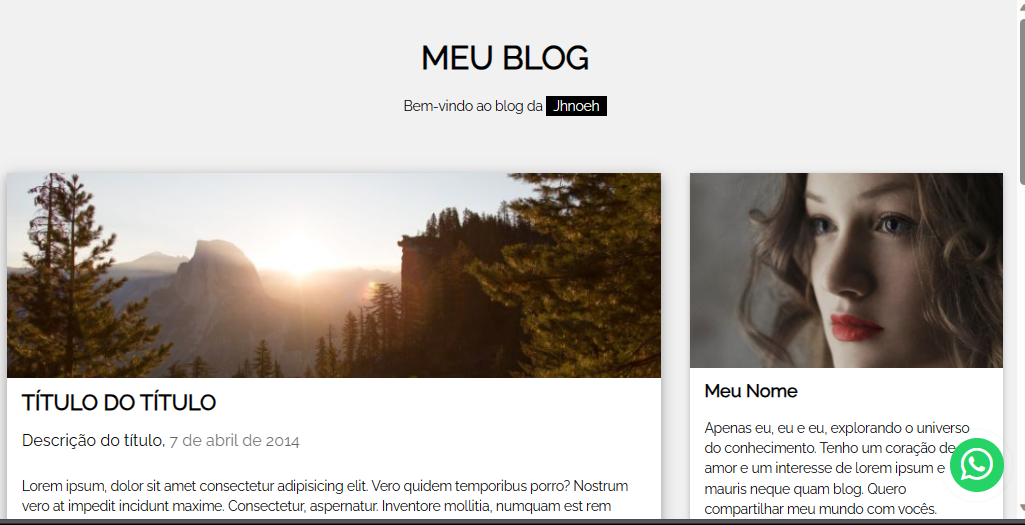 MEU BLOG
Bem-vindo ao blog da Jhnoeh
TÍTULO DO TÍTULO
Descrição do título, 7 de abril de 2014
Lorem ipsum, dolor sit amet consectetur adipisicing elit. Vero quidem temporibus porro? Nostrum
vero at impedit incidunt maxime. Consectetur, aspernatur. Inventore mollitia, numquam est rem
Meu Nome
Apenas eu, eu e eu, explorando o universo
do conhecimento. Tenho um coração de
amor e um interesse de lorem ipsum e
mauris neque quam blog. Quero
compartilhar meu mundo com vocês.